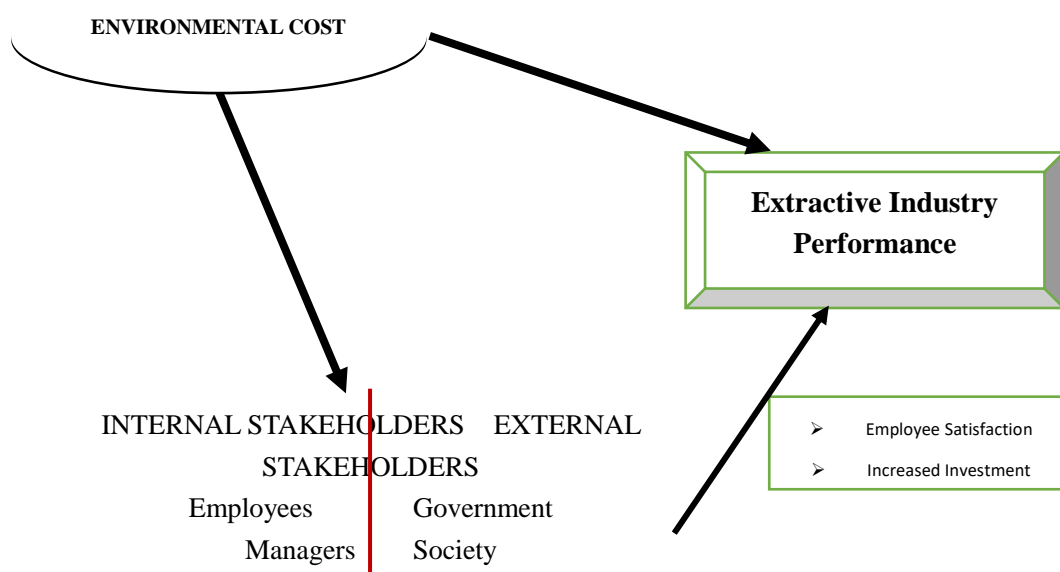 ENVIRONMENTAL COST
Extractive Industry
Performance
INTERNAL STAKEHOLDERS EXTERNAL
STAKEHOLDERS
Employees Government
Managers Society
➢ Employee Satisfaction
➢ Increased Investment